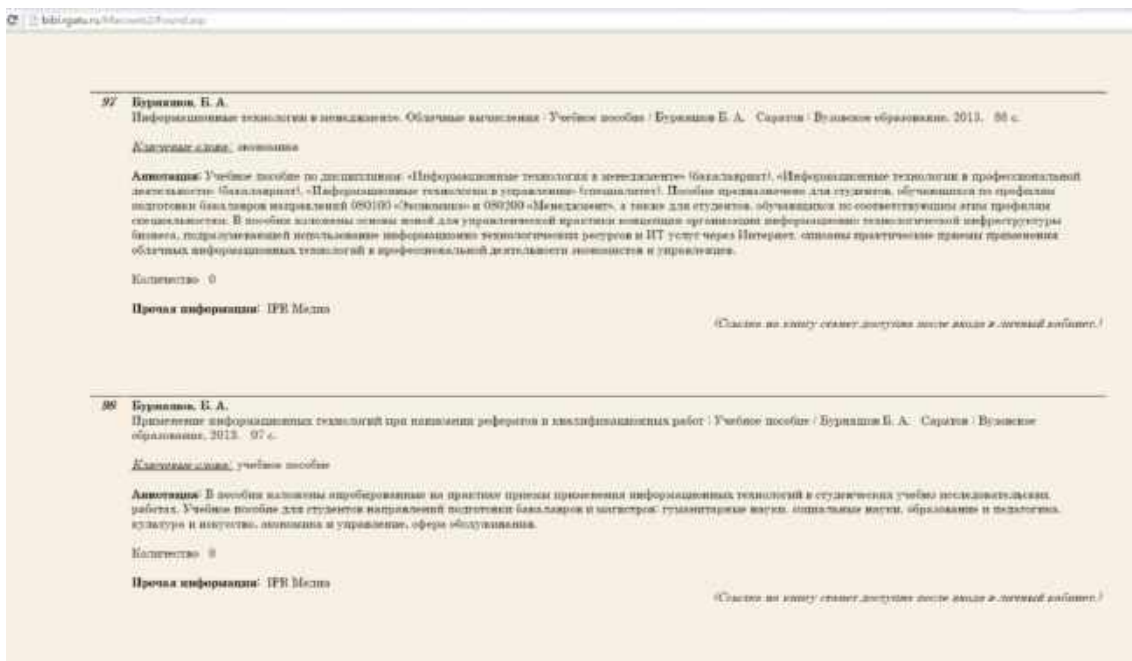 bibl.rgatu.ru/Marcweb2/Found.asp
97 Бурняшов, Б. А.
Информационные технологии в менеджменте. Облачные вычисления : Учебное пособие / Бурняшов Б. А. Саратов : Вузовское образование, 2013. 88 с.
Ключевые слова: экономика
Аннотация: Учебное пособие по дисциплинам: «Информационные технологии в менеджменте» (бакалавриат), «Информационные технологии в профессиональной
деятельности» (бакалавриат), «Информационные технологии в управлении» (специалитет). Пособие предназначено для студентов, обучающихся по профилям
подготовки бакалавров направлений 080100 «Экономика» и 080200 «Менеджмент», а также для студентов, обучающихся по соответствующим этим профилям
специальностям. В пособии изложены основы новой для управленческой практики концепции организации информационно технологической инфраструктуры
бизнеса, подразумевающей использование информационно технологических ресурсов и ИТ услуг через Интернет, описаны практические приемы применения
облачных информационных технологий в профессиональной деятельности экономистов и управленцев.
Количество 0
Прочая информация: IPR Медиа
(Ссылка на книгу станет доступна после входа в личный кабинет.)
98 Бурняшов, Б. А.
Применение информационных технологий при написании рефератов и квалификационных работ : Учебное пособие / Бурняшов Б. А. Саратов : Вузовское
образование, 2013. 97 с.
Ключевые слова: учебное пособие
Аннотация: В пособии изложены апробированные на практике приемы применения информационных технологий в студенческих учебно исследовательских
работах. Учебное пособие для студентов направлений подготовки бакалавров и магистров: гуманитарные науки, социальные науки, образование и педагогика,
культура и искусство, экономика и управление, сфера обслуживания.
Количество 0
Прочая информация: IPR Медиа
(Ссылка на книгу станет доступна после входа в личный кабинет.)